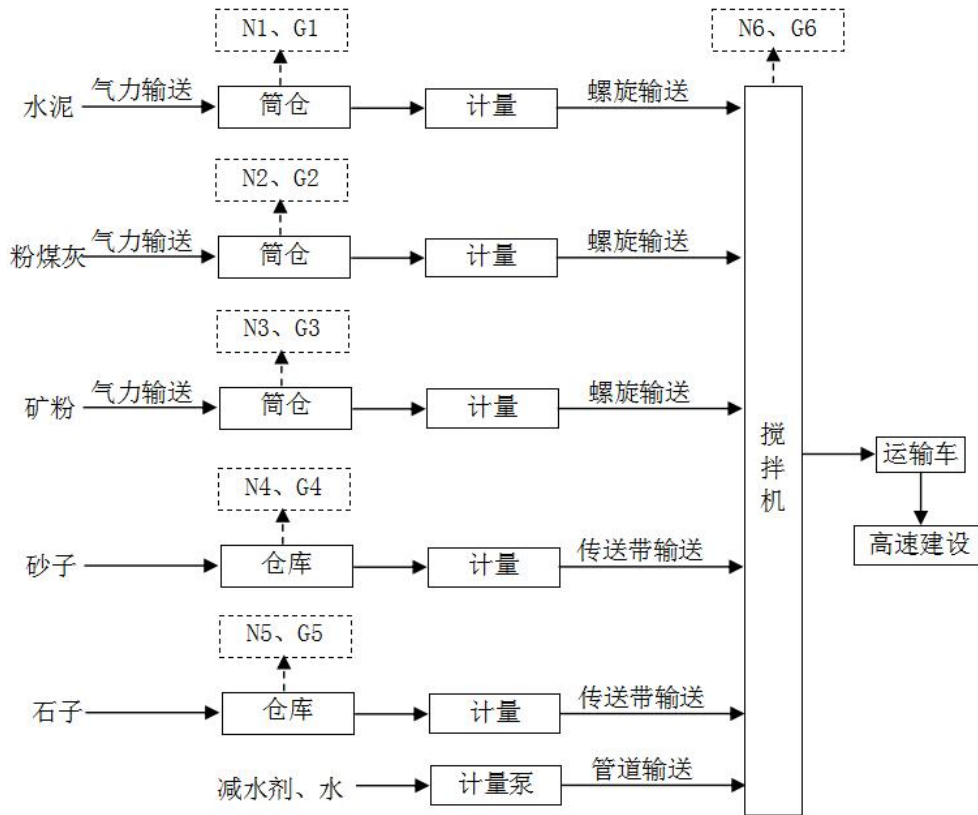 N1、G1
N6、G6
水泥
气力输送
筒仓
计量
螺旋输送
N2、G2
粉煤灰
气力输送
筒仓
计量
螺旋输送
N3、G3
矿粉
气力输送
筒仓
计量
螺旋输送
搅拌机
运输车
高速建设
N4、G4
砂子
仓库
计量
传送带输送
N5、G5
石子
仓库
计量
传送带输送
减水剂、水
计量泵
管道输送